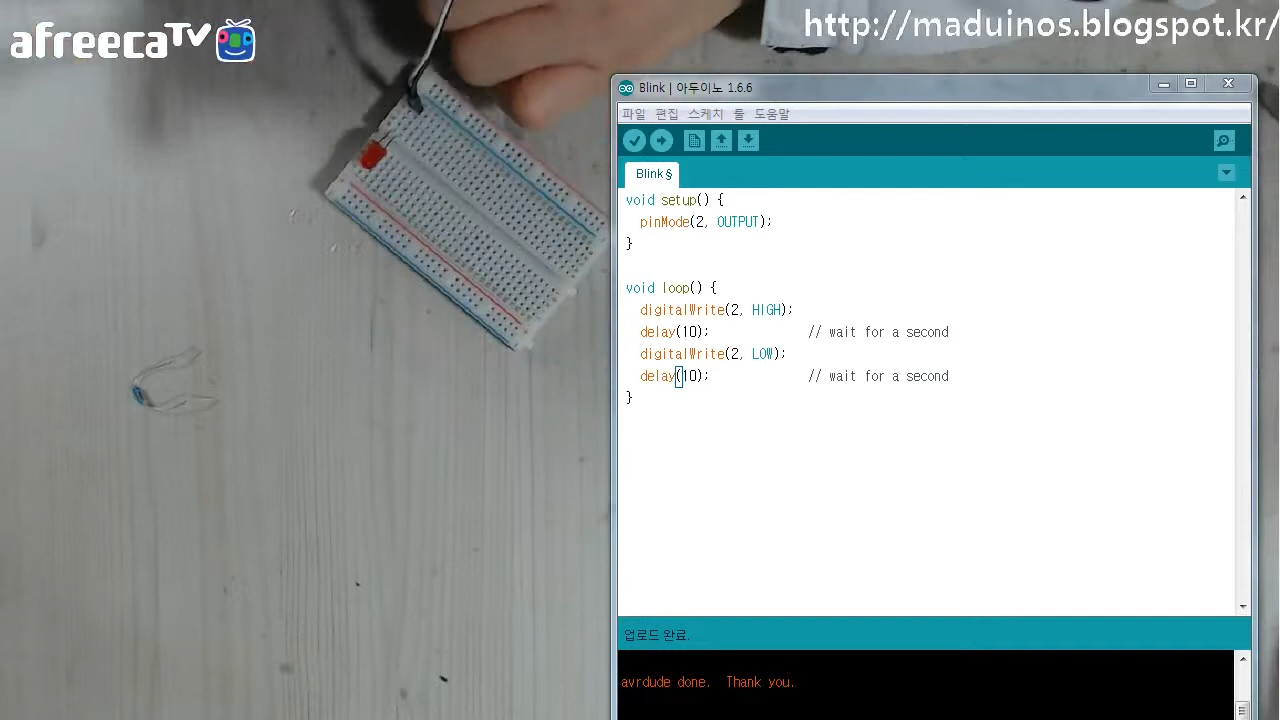 afreecaTV
http://maduinos.blogspot.kr/
Blink | 아두이노 1.6.6
파일 편집 스케치 툴 도움말
Blink§
void setup() {
  pinMode(2, OUTPUT);
}
void loop() {
  digitalWrite(2, HIGH);
  delay(10);              // wait for a second
  digitalWrite(2, LOW);
  delay(10);              // wait for a second
}
업로드 완료.
avrdude done.  Thank you.